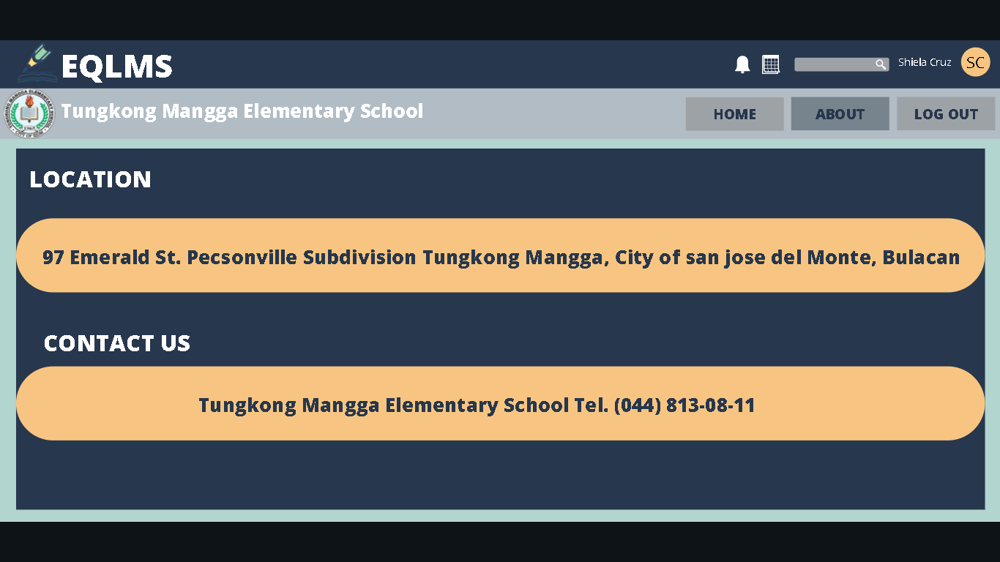 EQLMS
Shiela Cruz
SC
Tungkong Mangga Elementary School
HOME
ABOUT
LOG OUT
LOCATION
97 Emerald St. Pecsonville Subdivision Tungkong Mangga, City of san jose del Monte, Bulacan
CONTACT US
Tungkong Mangga Elementary School Tel. (044) 813-08-11